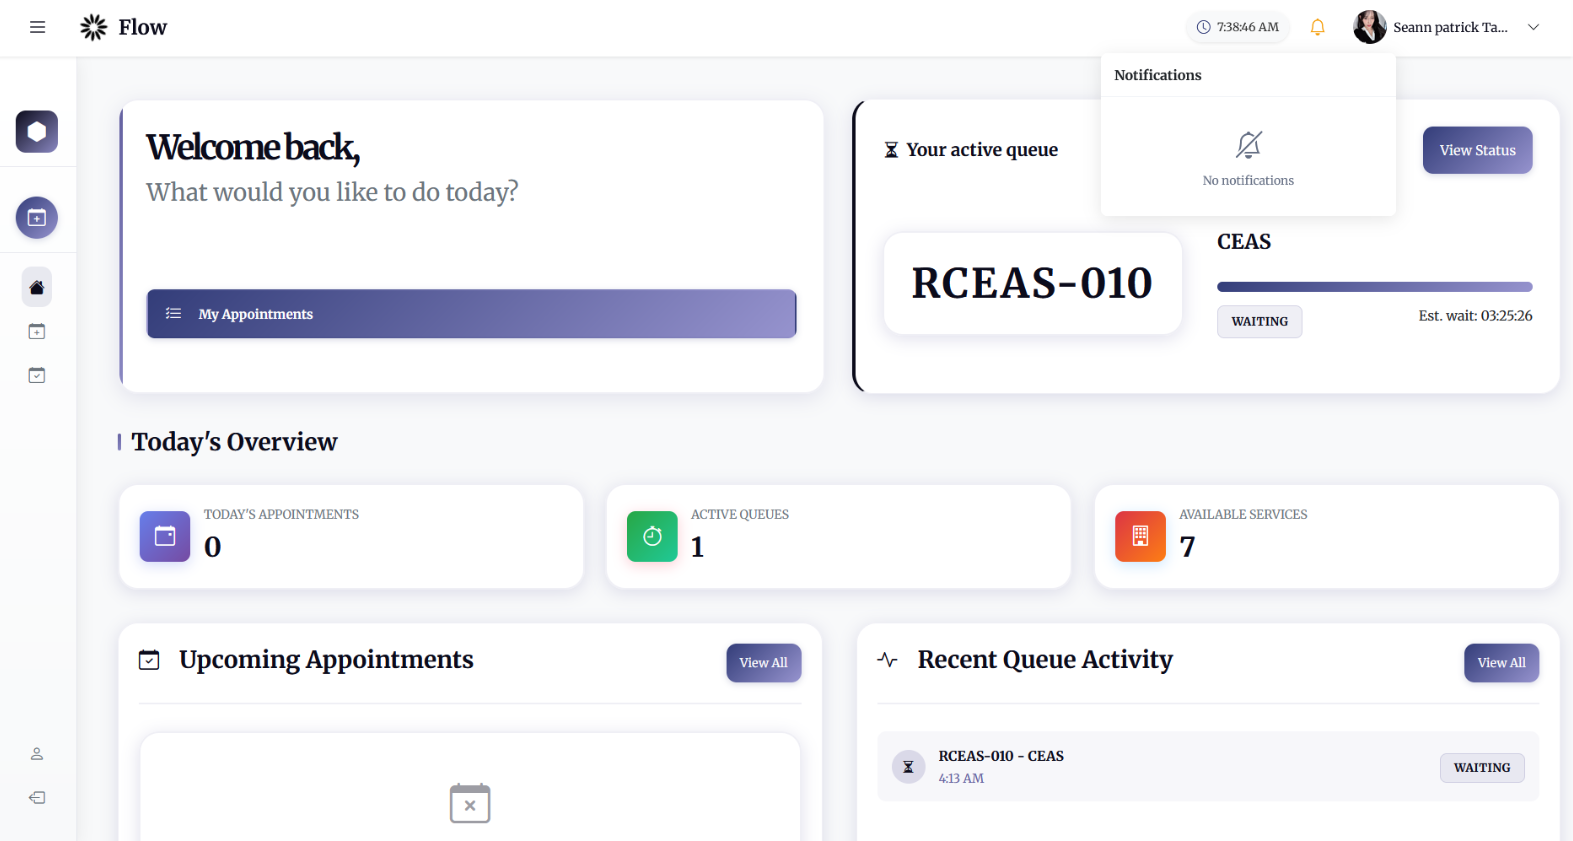 Flow
7:38:46 AM
Seann patrick Ta...
Notifications
No notifications
Welcome back,
What would you like to do today?
My Appointments
Your active queue
View Status
RCEAS-010
CEAS
WAITING
Est. wait: 03:25:26
Today's Overview
TODAY'S APPOINTMENTS
0
ACTIVE QUEUES
1
AVAILABLE SERVICES
7
Upcoming Appointments
View All
Recent Queue Activity
View All
RCEAS-010 - CEAS
4:13 AM
WAITING